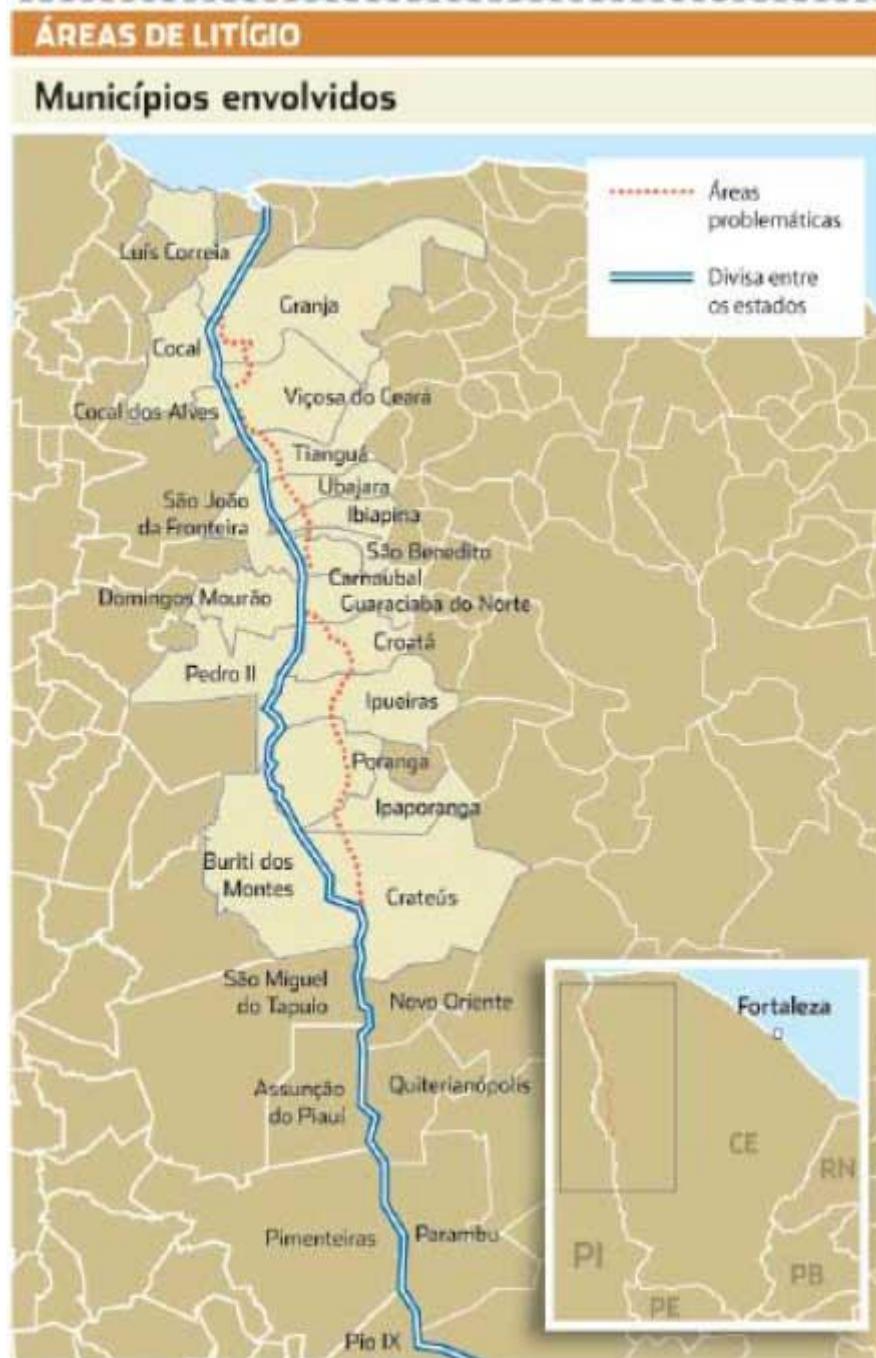 ÁREAS DE LITÍGIO
Municípios envolvidos
Áreas
problemáticas
Divisa entre
os estados
Luís Correia
Granja
Cocal
Viçosa do Ceará
Cocal dos Alves
Tianguá
Ubajara
São João
da Fronteira
Ibiapina
São Benedito
Carnaubal
Domingos Mourão
Guaraciaba do Norte
Croatá
Pedro II
Ipueiras
Poranga
Ipaporanga
Buriti dos
Montes
Crateús
São Miguel
do Tapuio
Novo Oriente
Assunção
do Piauí
Quiterianópolis
Pimenteiras
Parambu
Pio IX
Fortaleza
CE
RN
PI
PB
PE